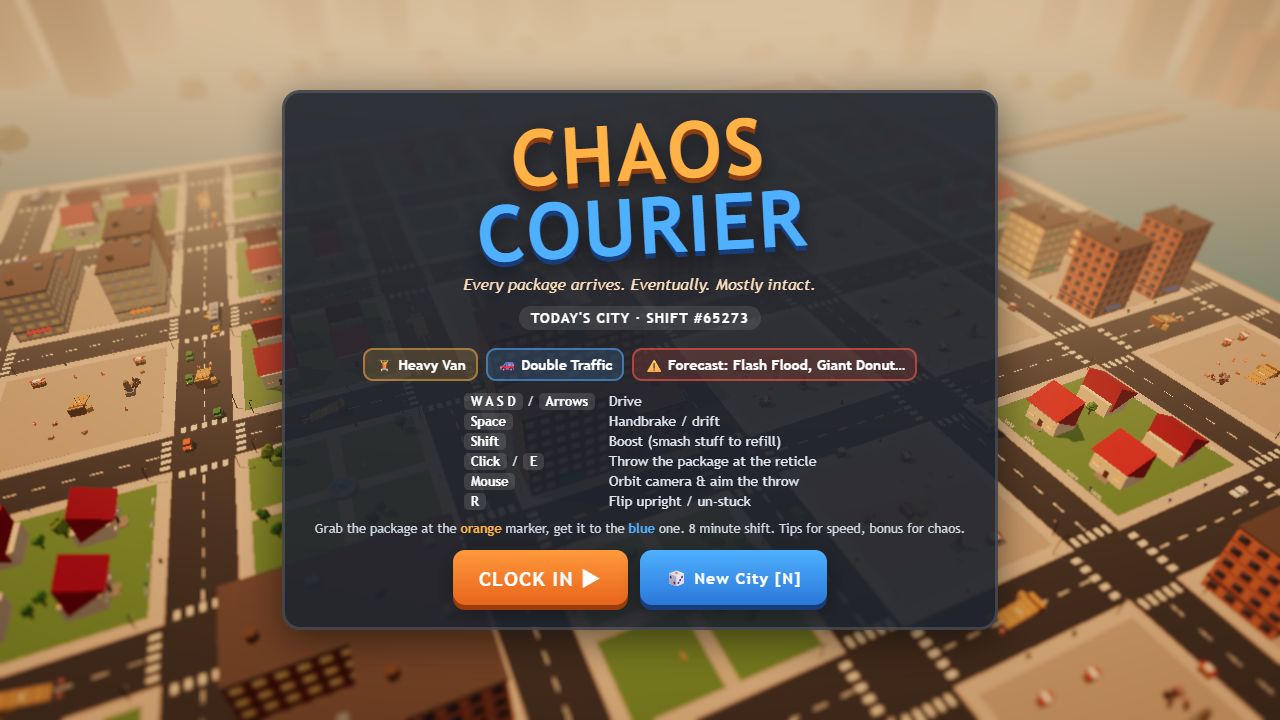 CHAOS
COURIER
Every package arrives. Eventually. Mostly intact.
TODAY'S CITY · SHIFT #65273
Heavy Van
Double Traffic
Forecast: Flash Flood, Giant Donut...
W A S D / Arrows Drive
Space Handbrake / drift
Shift Boost (smash stuff to refill)
Click / E Throw the package at the reticle
Mouse Orbit camera & aim the throw
R Flip upright / un-stuck
Grab the package at the orange marker, get it to the blue one. 8 minute shift. Tips for speed, bonus for chaos.
CLOCK IN ▶
New City [N]